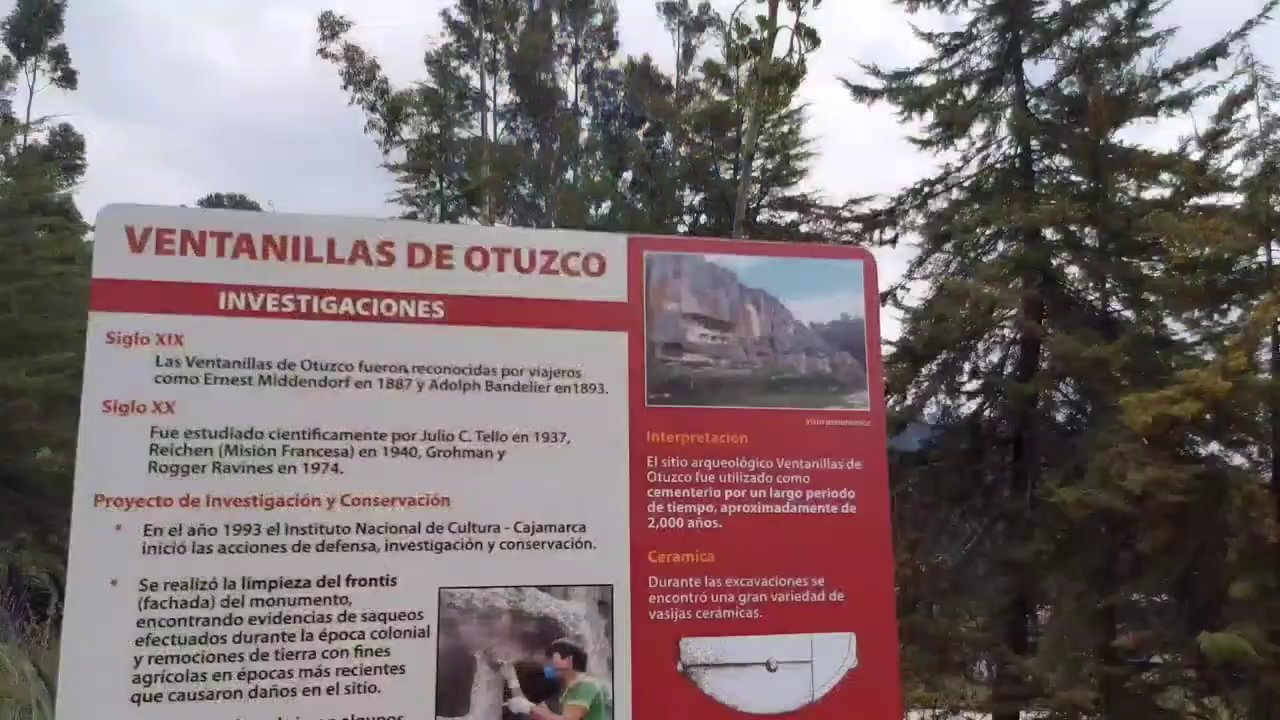 VENTANILLAS DE OTUZCO
INVESTIGACIONES
Siglo XIX
Las Ventanillas de Otuzco fueron reconocidas por viajeros
como Ernest Middendorf en 1887 y Adolph Bandelier en1893.
Siglo XX
Fue estudiado cientificamente por Julio C. Tello en 1937,
Reichen (Misión Francesa) en 1940, Grohman y
Rogger Ravines en 1974.
Proyecto de Investigación y Conservación
* En el año 1993 el Instituto Nacional de Cultura - Cajamarca
inició las acciones de defensa, investigación y conservación.
* Se realizó la limpieza del frontis
(fachada) del monumento,
encontrando evidencias de saqueos
efectuados durante la época colonial
y remociones de tierra con fines
agrícolas en épocas más recientes
que causaron daños en el sitio.
Vista panorámica
Interpretación
El sitio arqueológico Ventanillas de
Otuzco fue utilizado como
cementerio por un largo periodo
de tiempo, aproximadamente de
2,000 años.
Ceramica
Durante las excavaciones se
encontró una gran variedad de
vasijas cerámicas.